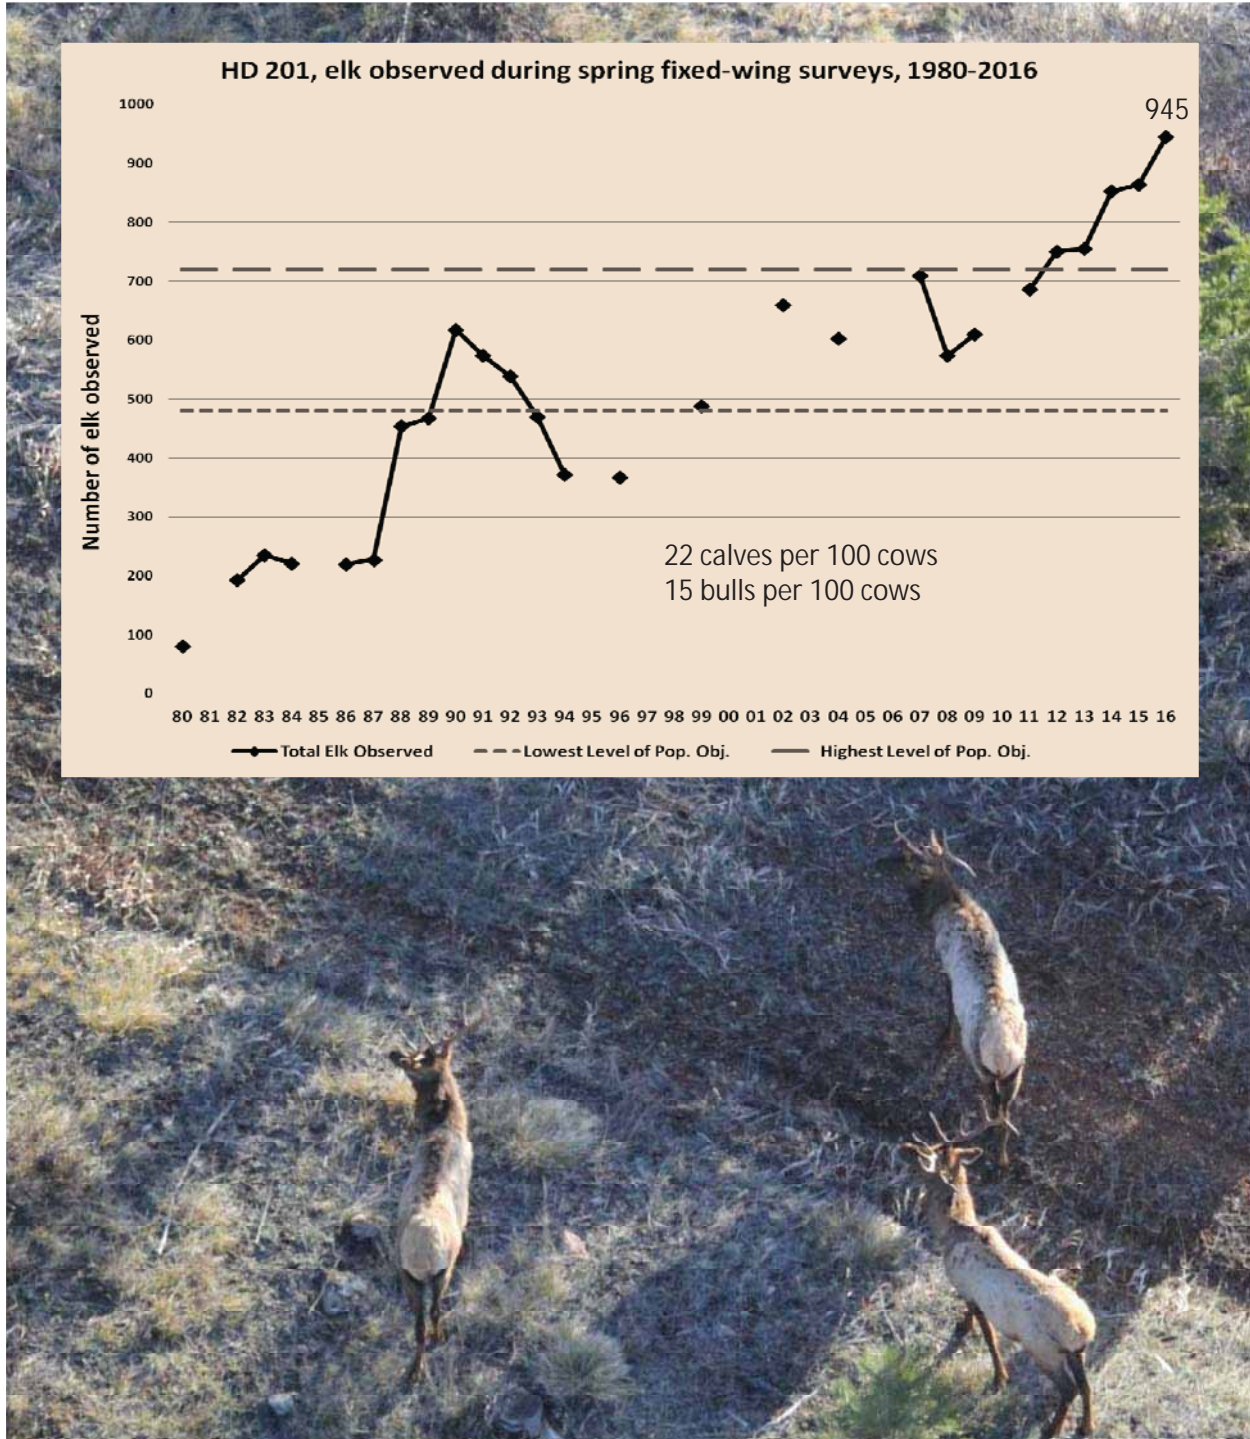 HD 201, elk observed during spring fixed-wing surveys, 1980-2016
945
1000
900
800
700
600
500
400
300
200
100
0
Number of elk observed
22 calves per 100 cows
15 bulls per 100 cows
80 81 82 83 84 85 86 87 88 89 90 91 92 93 94 95 96 97 98 99 00 01 02 03 04 05 06 07 08 09 10 11 12 13 14 15 16
Total Elk Observed Lowest Level of Pop. Obj. Highest Level of Pop. Obj.